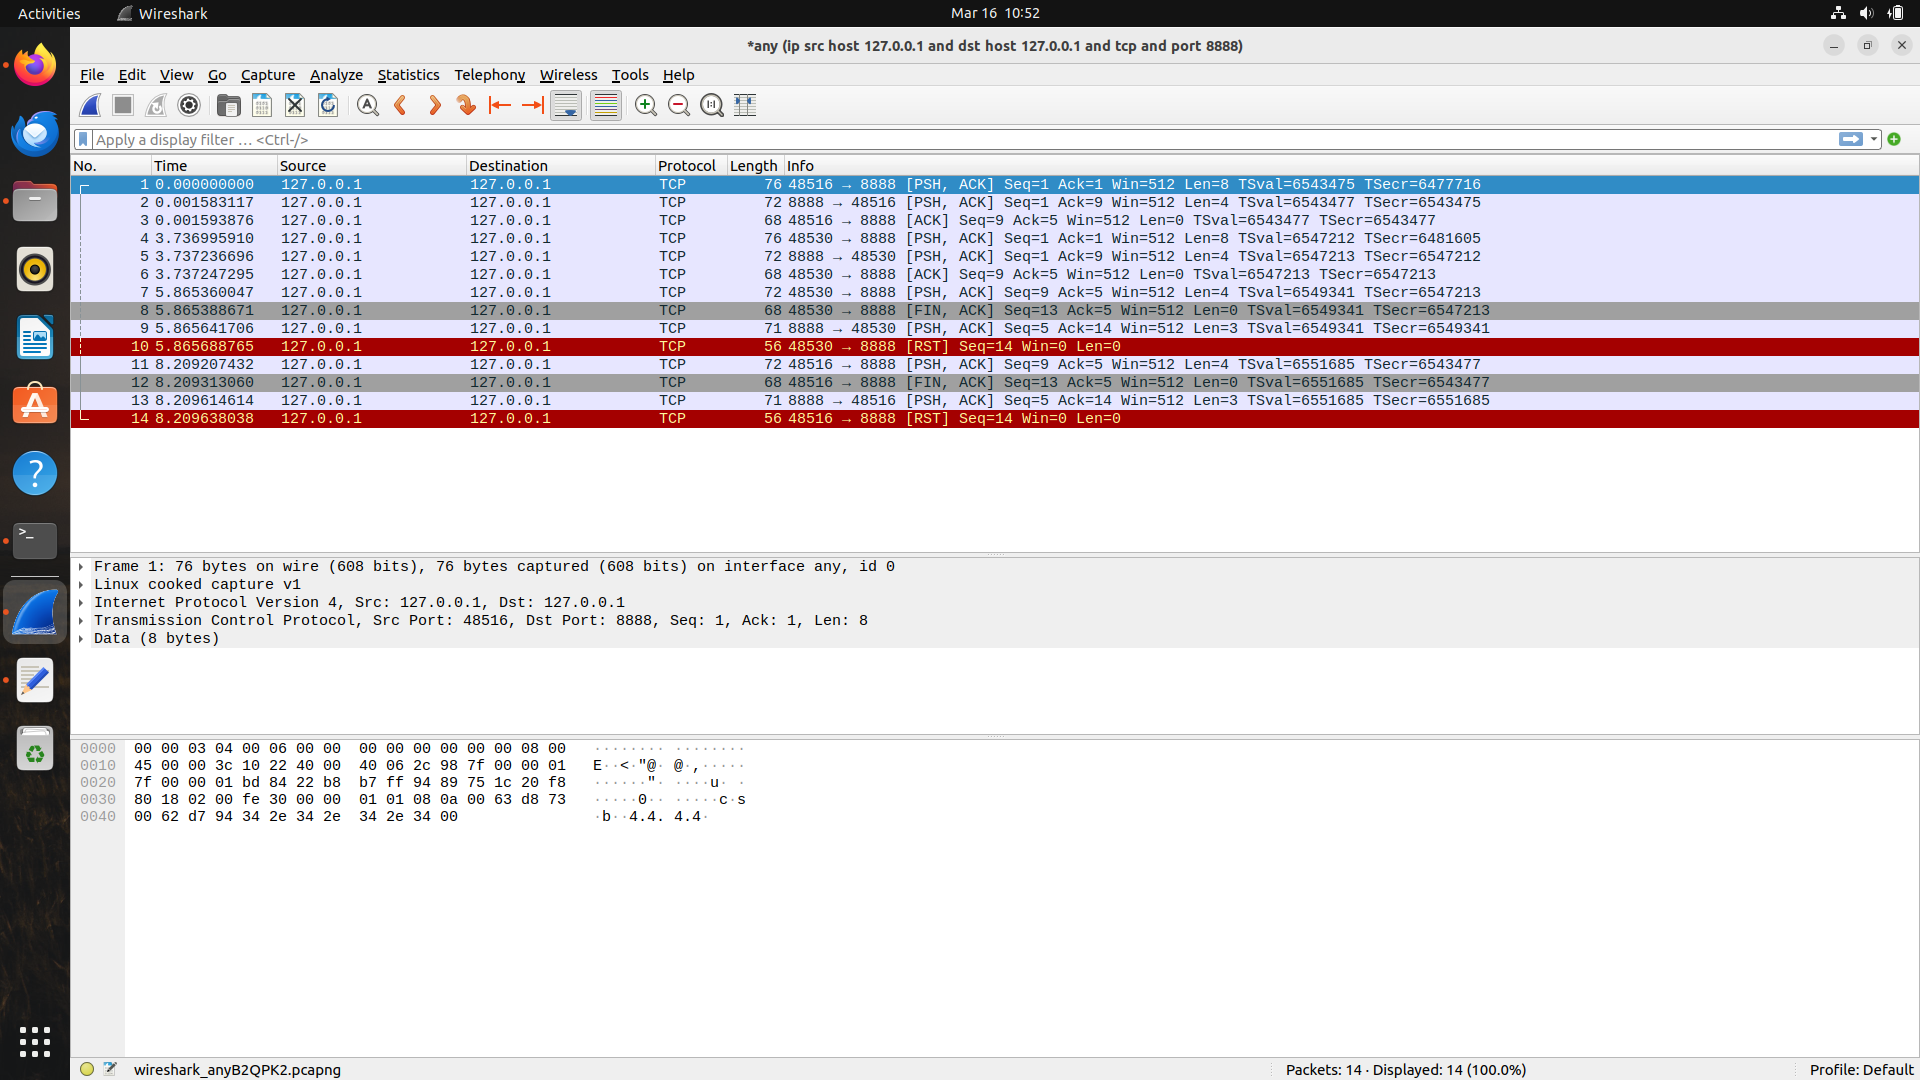 Activities Wireshark Mar 16 10:52
*any (ip src host 127.0.0.1 and dst host 127.0.0.1 and tcp and port 8888)
File Edit View Go Capture Analyze Statistics Telephony Wireless Tools Help
Apply a display filter … <Ctrl-/>
No. Time Source Destination Protocol Length Info
1 0.000000000 127.0.0.1 127.0.0.1 TCP 76 48516 → 8888 [PSH, ACK] Seq=1 Ack=1 Win=512 Len=8 TSval=6543475 TSecr=6477716
2 0.001583117 127.0.0.1 127.0.0.1 TCP 72 8888 → 48516 [PSH, ACK] Seq=1 Ack=9 Win=512 Len=4 TSval=6543477 TSecr=6543475
3 0.001593876 127.0.0.1 127.0.0.1 TCP 68 48516 → 8888 [ACK] Seq=9 Ack=5 Win=512 Len=0 TSval=6543477 TSecr=6543477
4 3.736995910 127.0.0.1 127.0.0.1 TCP 76 48530 → 8888 [PSH, ACK] Seq=1 Ack=1 Win=512 Len=8 TSval=6547212 TSecr=6481605
5 3.737236696 127.0.0.1 127.0.0.1 TCP 72 8888 → 48530 [PSH, ACK] Seq=1 Ack=9 Win=512 Len=4 TSval=6547213 TSecr=6547212
6 3.737247295 127.0.0.1 127.0.0.1 TCP 68 48530 → 8888 [ACK] Seq=9 Ack=5 Win=512 Len=0 TSval=6547213 TSecr=6547213
7 5.865360047 127.0.0.1 127.0.0.1 TCP 72 48530 → 8888 [PSH, ACK] Seq=9 Ack=5 Win=512 Len=4 TSval=6549341 TSecr=6547213
8 5.865388671 127.0.0.1 127.0.0.1 TCP 68 48530 → 8888 [FIN, ACK] Seq=13 Ack=5 Win=512 Len=0 TSval=6549341 TSecr=6547213
9 5.865641706 127.0.0.1 127.0.0.1 TCP 71 8888 → 48530 [PSH, ACK] Seq=5 Ack=14 Win=512 Len=3 TSval=6549341 TSecr=6549341
10 5.865688765 127.0.0.1 127.0.0.1 TCP 56 48530 → 8888 [RST] Seq=14 Win=0 Len=0
11 8.209207432 127.0.0.1 127.0.0.1 TCP 72 48516 → 8888 [PSH, ACK] Seq=9 Ack=5 Win=512 Len=4 TSval=6551685 TSecr=6543477
12 8.209313060 127.0.0.1 127.0.0.1 TCP 68 48516 → 8888 [FIN, ACK] Seq=13 Ack=5 Win=512 Len=0 TSval=6551685 TSecr=6543477
13 8.209614614 127.0.0.1 127.0.0.1 TCP 71 8888 → 48516 [PSH, ACK] Seq=5 Ack=14 Win=512 Len=3 TSval=6551685 TSecr=6551685
14 8.209638038 127.0.0.1 127.0.0.1 TCP 56 48516 → 8888 [RST] Seq=14 Win=0 Len=0
Frame 1: 76 bytes on wire (608 bits), 76 bytes captured (608 bits) on interface any, id 0
Linux cooked capture v1
Internet Protocol Version 4, Src: 127.0.0.1, Dst: 127.0.0.1
Transmission Control Protocol, Src Port: 48516, Dst Port: 8888, Seq: 1, Ack: 1, Len: 8
Data (8 bytes)
0000 00 00 03 04 00 06 00 00 00 00 00 00 00 00 08 00 ········ ········
0010 45 00 00 3c 10 22 40 00 40 06 2c 98 7f 00 00 01 E··<·"@· @·,·····
0020 7f 00 00 01 bd 84 22 b8 b7 ff 94 89 75 1c 20 f8 ······"· ····u· ·
0030 80 18 02 00 fe 30 00 00 01 01 08 0a 00 63 d8 73 ·····0·· ·····c·s
0040 00 62 d7 94 34 2e 34 2e 34 2e 34 00 ·b··4.4. 4.4·
wireshark_anyB2QPK2.pcapng Packets: 14 · Displayed: 14 (100.0%) Profile: Default